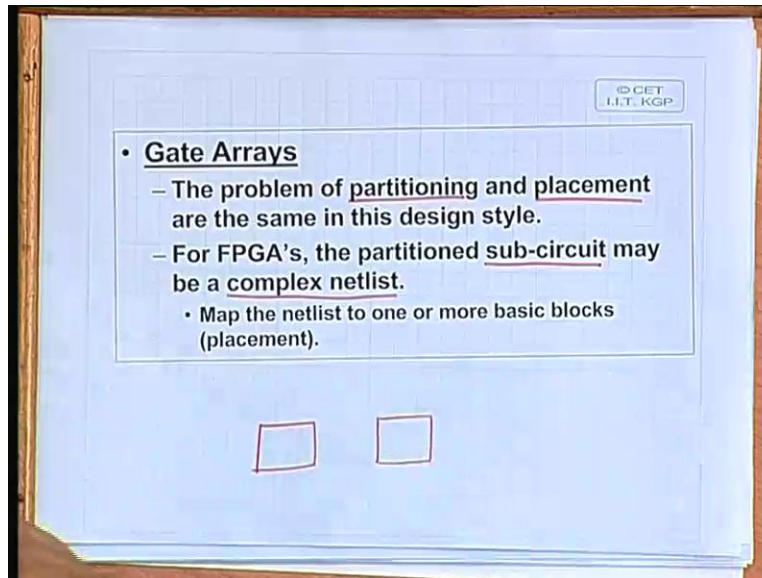 © CET
I.I.T. KGP
• Gate Arrays
– The problem of partitioning and placement
are the same in this design style.
– For FPGA's, the partitioned sub-circuit may
be a complex netlist.
• Map the netlist to one or more basic blocks
(placement).